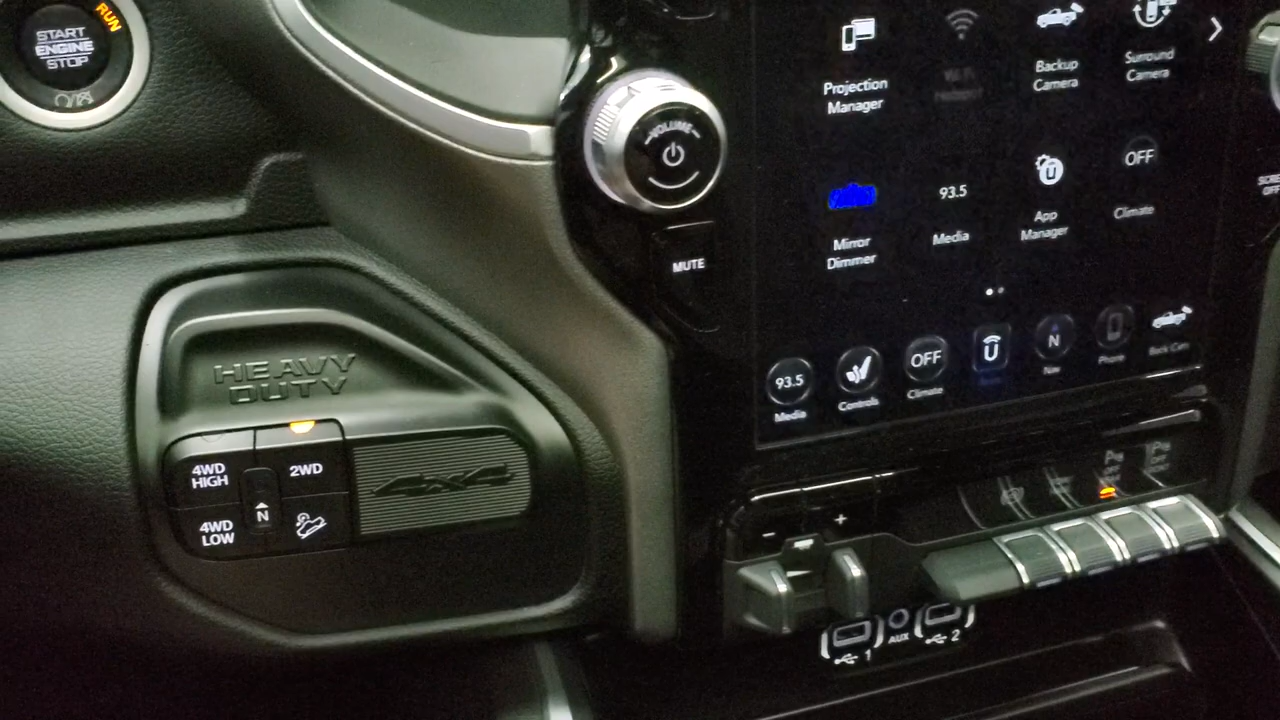 RUN
START
ENGINE
STOP
VOLUME
MUTE
HEAVY
DUTY
4WD
HIGH
2WD
4WD
LOW
N
4X4
Projection
Manager
Backup
Camera
Surround
Camera
Mirror
Dimmer
93.5
Media
App
Manager
OFF
Climate
93.5
Media
Controls
OFF
Climate
N
Nav
Phone
Back Cam
OFF
- +
1
AUX
2